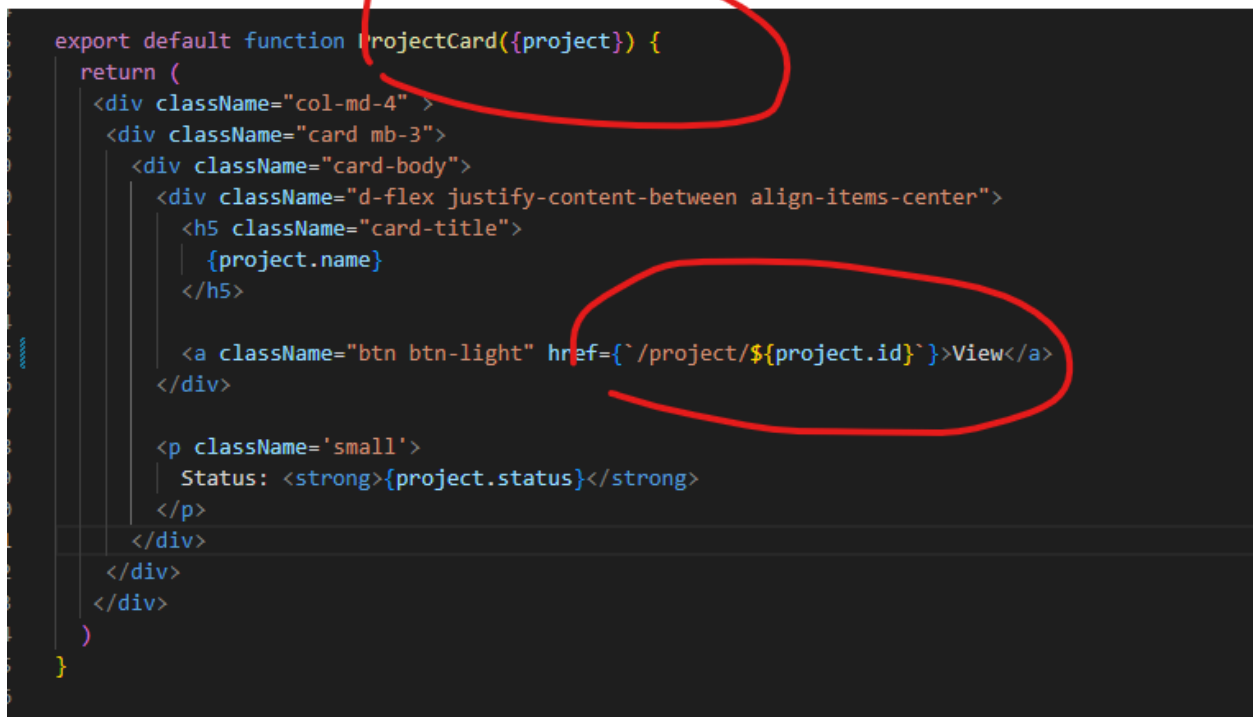 export default function ProjectCard({project}) {
return (
<div className="col-md-4" >
<div className="card mb-3">
<div className="card-body">
<div className="d-flex justify-content-between align-items-center">
<h5 className="card-title">
{project.name}
</h5>
<a className="btn btn-light" href={`/project/${project.id}`}>View</a>
</div>
<p className='small'>
Status: <strong>{project.status}</strong>
</p>
</div>
</div>
</div>
)
}